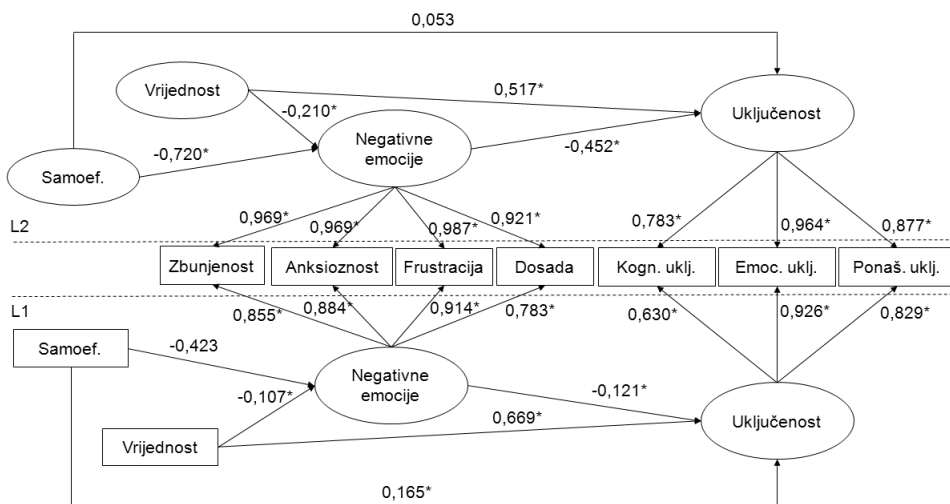 0,053
Vrijednost
0,517*
Uključenost
-0,210*
Negativne
emocije
-0,720*
-0,452*
Samoef.
0,969*
0,969*
0,987*
0,921*
0,783*
0,964*
0,877*
L2
Zbunjenost
Anksioznost
Frustracija
Dosada
Kogn. uklj.
Emoc. uklj.
Ponaš. uklj.
L1
0,855*
0,884*
0,914*
0,783*
0,630*
0,926*
0,829*
Samoef.
-0,423
Negativne
emocije
-0,107*
-0,121*
0,669*
Uključenost
Vrijednost
0,165*